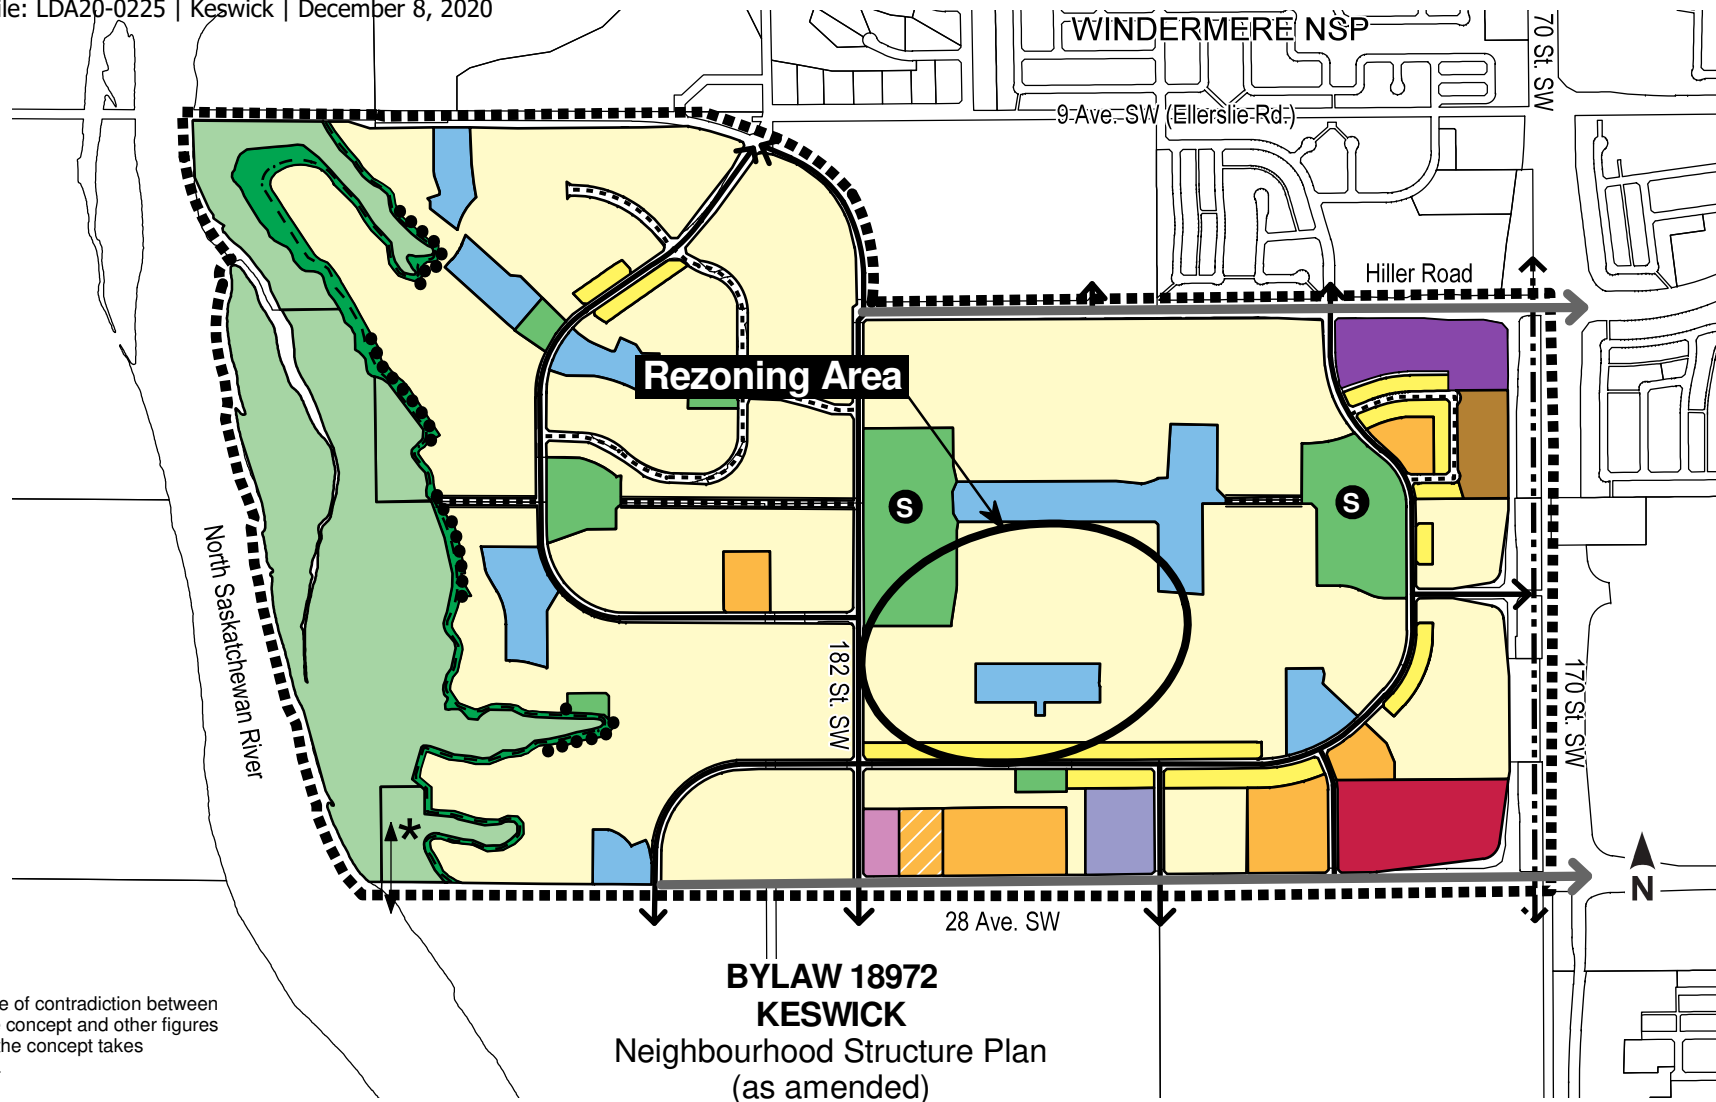 ile: LDA20-0225 | Keswick | December 8, 2020
WINDERMERE NSP
70 St. SW
9 Ave. SW (Ellerslie Rd.)
Hiller Road
Rezoning Area
S
S
North Saskatchewan River
182 St. SW
170 St. SW
*
N
28 Ave. SW
BYLAW 18972
KESWICK
Neighbourhood Structure Plan
(as amended)
e of contradiction between
concept and other figures
the concept takes